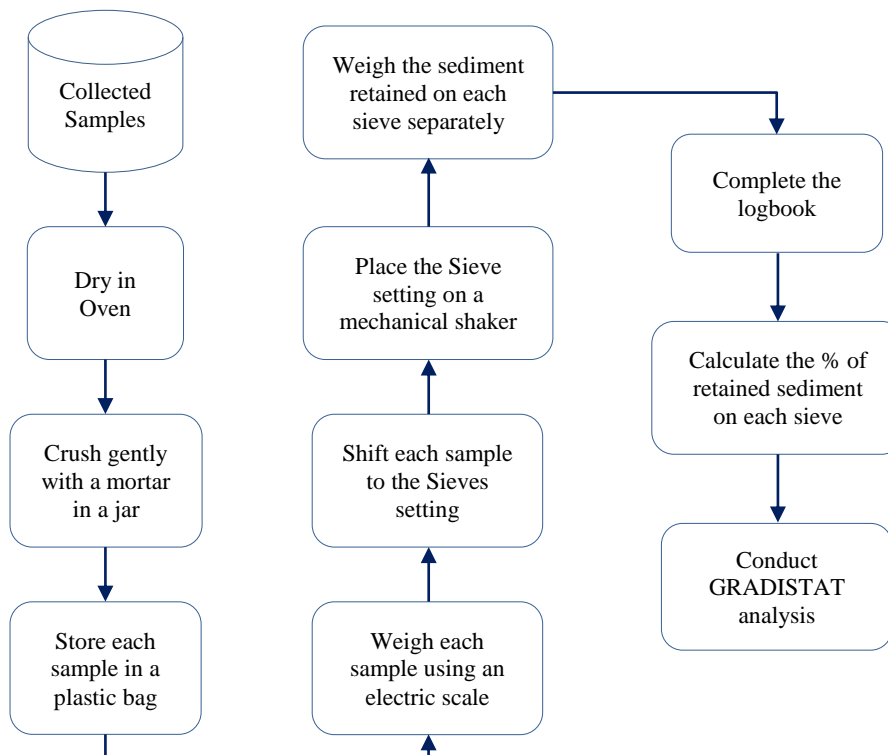 Collected
Samples
Dry in
Oven
Crush gently
with a mortar
in a jar
Store each
sample in a
plastic bag
Weigh each
sample using an
electric scale
Shift each sample
to the Sieves
setting
Place the Sieve
setting on a
mechanical shaker
Weigh the sediment
retained on each
sieve separately
Complete the
logbook
Calculate the % of
retained sediment
on each sieve
Conduct
GRADISTAT
analysis